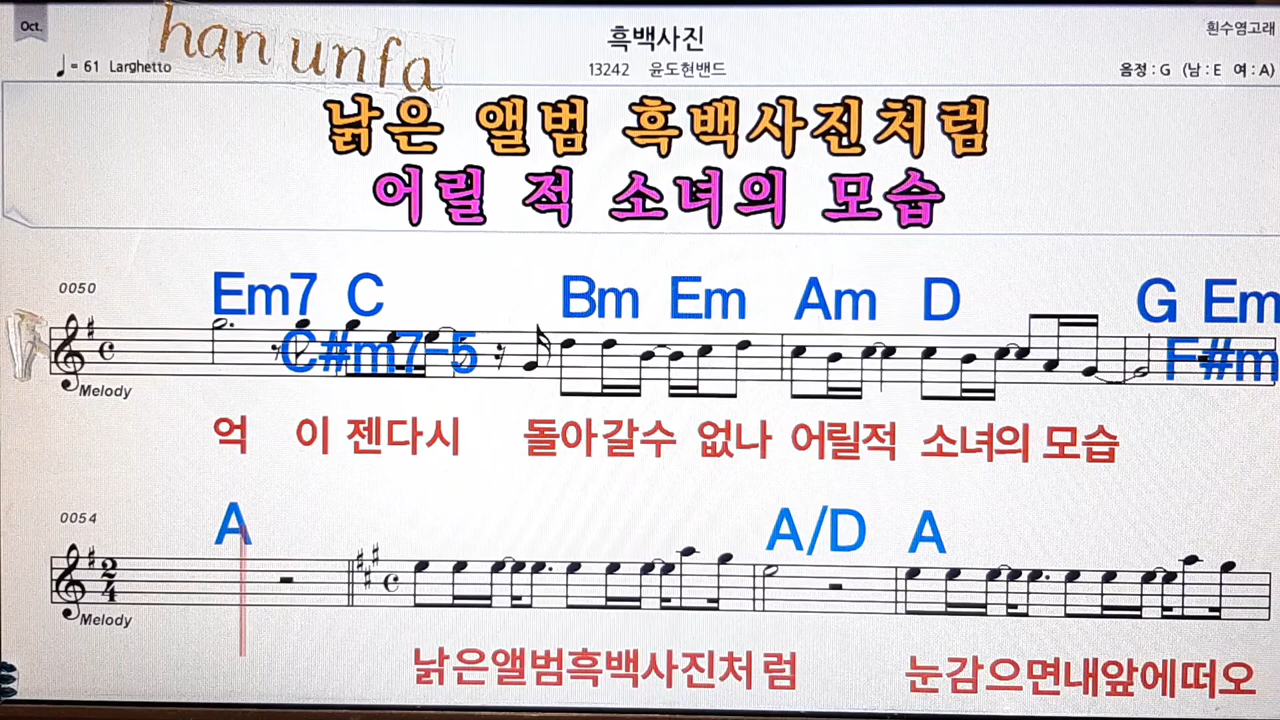 Oct.
han unfa
흑백사진
흰수염고래
♩= 61 Larghetto
13242 윤도현밴드
음정 : G (남 : E 여 : A)
낡은 앨범 흑백사진처럼
어릴 적 소녀의 모습
0050
Em7 C Bm Em Am D G Em
C#m7-5 F#m
Melody
억 이 젠다시 돌아갈수 없나 어릴적 소녀의 모습
0054
A A/D A
2
4
Melody
낡은앨범흑백사진처 럼 눈감으면내앞에떠오